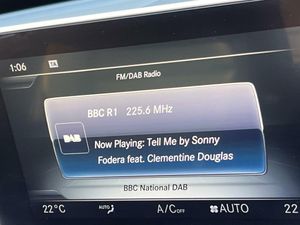 1:06 TA
FM/DAB Radio
BBC R1 225.6 MHz
DAB
Now Playing: Tell Me by Sonny
Fodera feat. Clementine Douglas
BBC National DAB
22°C AUTO A/C OFF AUTO 22